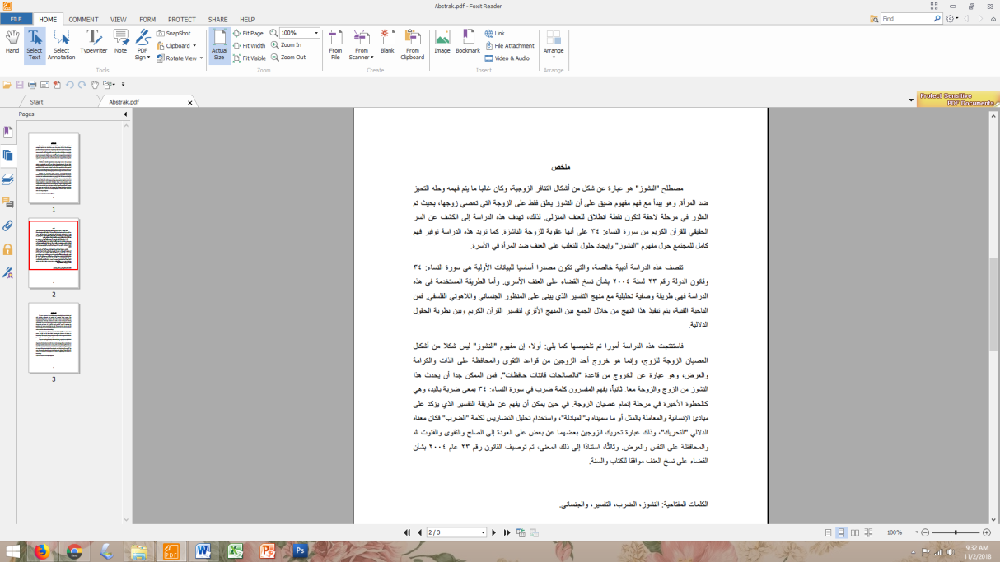 Abstrak.pdf - Foxit Reader
FILE HOME COMMENT VIEW FORM PROTECT SHARE HELP
Find
Hand
Select Text
Select Annotation
Typewriter
Note
PDF Sign
SnapShot
Clipboard
Rotate View
Tools
Actual Size
Fit Page
Fit Width
Fit Visible
100%
Zoom In
Zoom Out
Zoom
From File
From Scanner
Blank
From Clipboard
Create
Image
Bookmark
Link
File Attachment
Video & Audio
Insert
Arrange
Arrange
Start
Abstrak.pdf
Protect Sensitive
PDF Documents
Pages
1
2
3
ملخص
مصطلح "النشوز" هو عبارة عن شكل من أشكال التنافر الزوجية، وكان غالبا ما يتم فهمه وحله التحيز
ضد المرأة. وهو يبدأ مع فهم مفهوم ضيق على أن النشوز يعلق فقط على الزوجة التي تعصي زوجها، بحيث تم
العثور في مرحلة لاحقة لتكون نقطة انطلاق للعنف المنزلي. لذلك، تهدف هذه الدراسة إلى الكشف عن السر
الحقيقي للقرآن الكريم من سورة النساء: ٣٤ على أنها عقوبة للزوجة الناشزة. كما تريد هذه الدراسة توفير فهم
كامل للمجتمع حول مفهوم "النشوز" وإيجاد حلول للتغلب على العنف ضد المرأة في الأسرة.
تتصف هذه الدراسة أدبية خالصة، والتي تكون مصدرا أساسيا للبيانات الأولية هي سورة النساء: ٣٤
وقانون الدولة رقم ٢٣ لسنة ٢٠٠٤ بشأن نسخ القضاء على العنف الأسري. وأما الطريقة المستخدمة في هذه
الدراسة فهي طريقة وصفية تحليلية مع منهج التفسير الذي يبنى على المنظور الجنساني واللاهوتي الفلسفي. فمن
الناحية الفنية، يتم تنفيذ هذا النهج من خلال الجمع بين المنهج الأثري لتفسير القرآن الكريم وبين نظرية الحقول
الدلالية.
فاستنتجت هذه الدراسة أمورا تم تلخيصها كما يلي: أولا، إن مفهوم "النشوز" ليس شكلا من أشكال
العصيان الزوجة للزوج، وإنما هو خروج أحد الزوجين من قواعد التقوى والمحافظة على الذات والكرامة
والعرض، وهو عبارة عن الخروج من قاعدة "فالصالحات قانتات حافظات". فمن الممكن جدا أن يحدث هذا
النشوز من الزوج والزوجة معا. ثانياً، يفهم المفسرون كلمة ضرب في سورة النساء: ٣٤ بمعنى ضربة باليد، وهي
كالخطوة الأخيرة في مرحلة إتمام عصيان الزوجة. في حين يمكن أن يفهم عن طريقة التفسير الذي يؤكد على
مبادئ الإنسانية والمعاملة بالمثل أو ما سميناه بـ"المبادلة"، واستخدام تحليل التضاريس لكلمة "الضرب" فكان معناه
الدلالي "التحريك"، وذلك عبارة تحريك الزوجين بعضهما عن بعض على العودة إلى الصلح والتقوى والقنوت لله
والمحافظة على النفس والعرض. وثالثًا، استنادًا إلى ذلك المعنى، تم توصيف القانون رقم ٢٣ عام ٢٠٠٤ بشأن
القضاء على نسخ العنف موافقا للكتاب والسنة.
الكلمات المفتاحية: النشوز، الضرب، التفسير، والجنساني.
2 / 3
100%
9:32 AM
11/2/2018